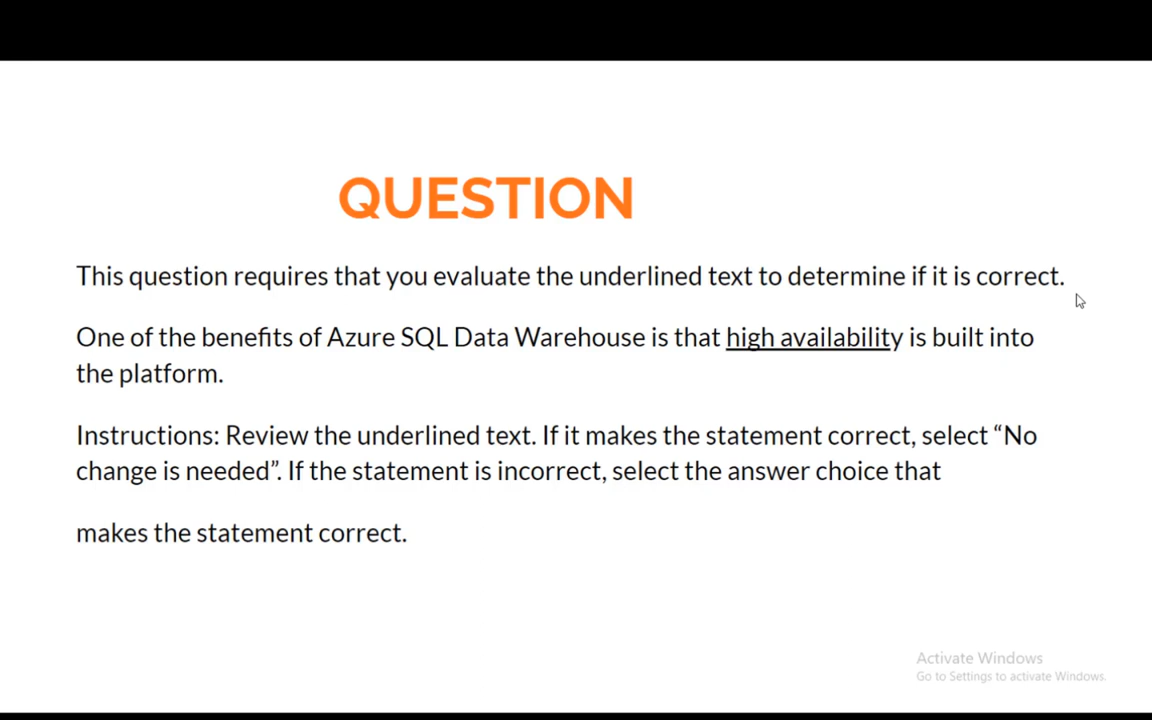 QUESTION
This question requires that you evaluate the underlined text to determine if it is correct.
One of the benefits of Azure SQL Data Warehouse is that high availability is built into
the platform.
Instructions: Review the underlined text. If it makes the statement correct, select “No
change is needed”. If the statement is incorrect, select the answer choice that
makes the statement correct.
Activate Windows
Go to Settings to activate Windows.